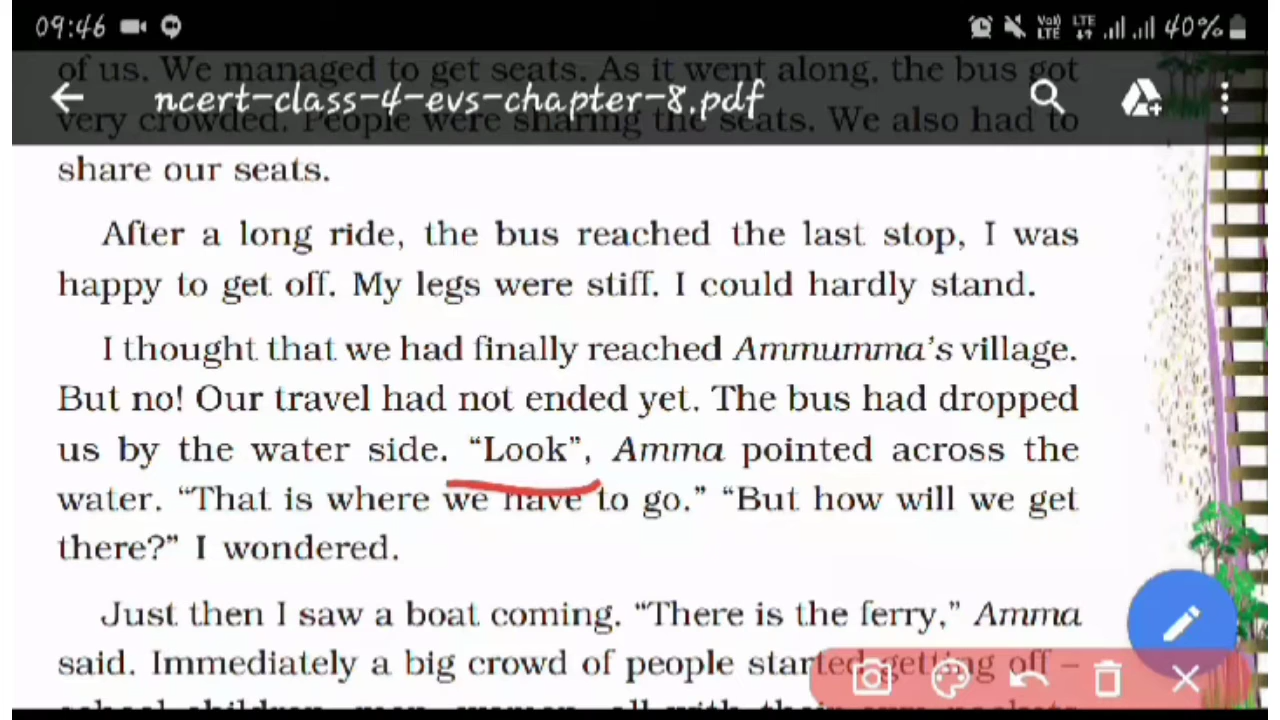 09:46 40%
of us. We managed to get seats. As it went along, the bus got
ncert-class-4-evs-chapter-8.pdf
very crowded. People were sharing the seats. We also had to
share our seats.
After a long ride, the bus reached the last stop, I was
happy to get off. My legs were stiff. I could hardly stand.
I thought that we had finally reached Ammumma's village.
But no! Our travel had not ended yet. The bus had dropped
us by the water side. “Look”, Amma pointed across the
water. “That is where we have to go.” “But how will we get
there?” I wondered.
Just then I saw a boat coming. “There is the ferry,” Amma
said. Immediately a big crowd of people started getting off –